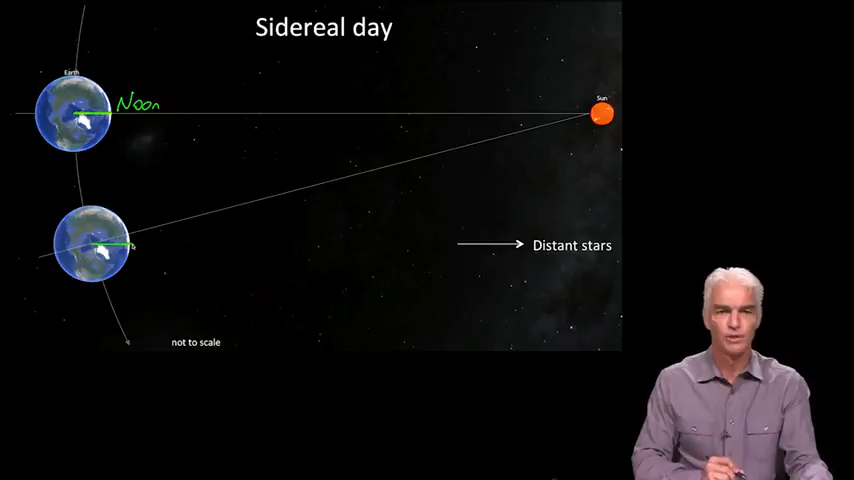 Sidereal day
Earth
Noon
Sun
Distant stars
not to scale